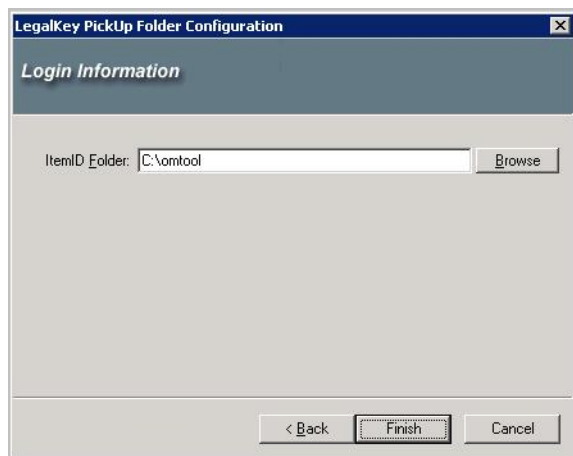 LegalKey PickUp Folder Configuration
Login Information
ItemID Folder: C:\omtool Browse
< Back Finish Cancel